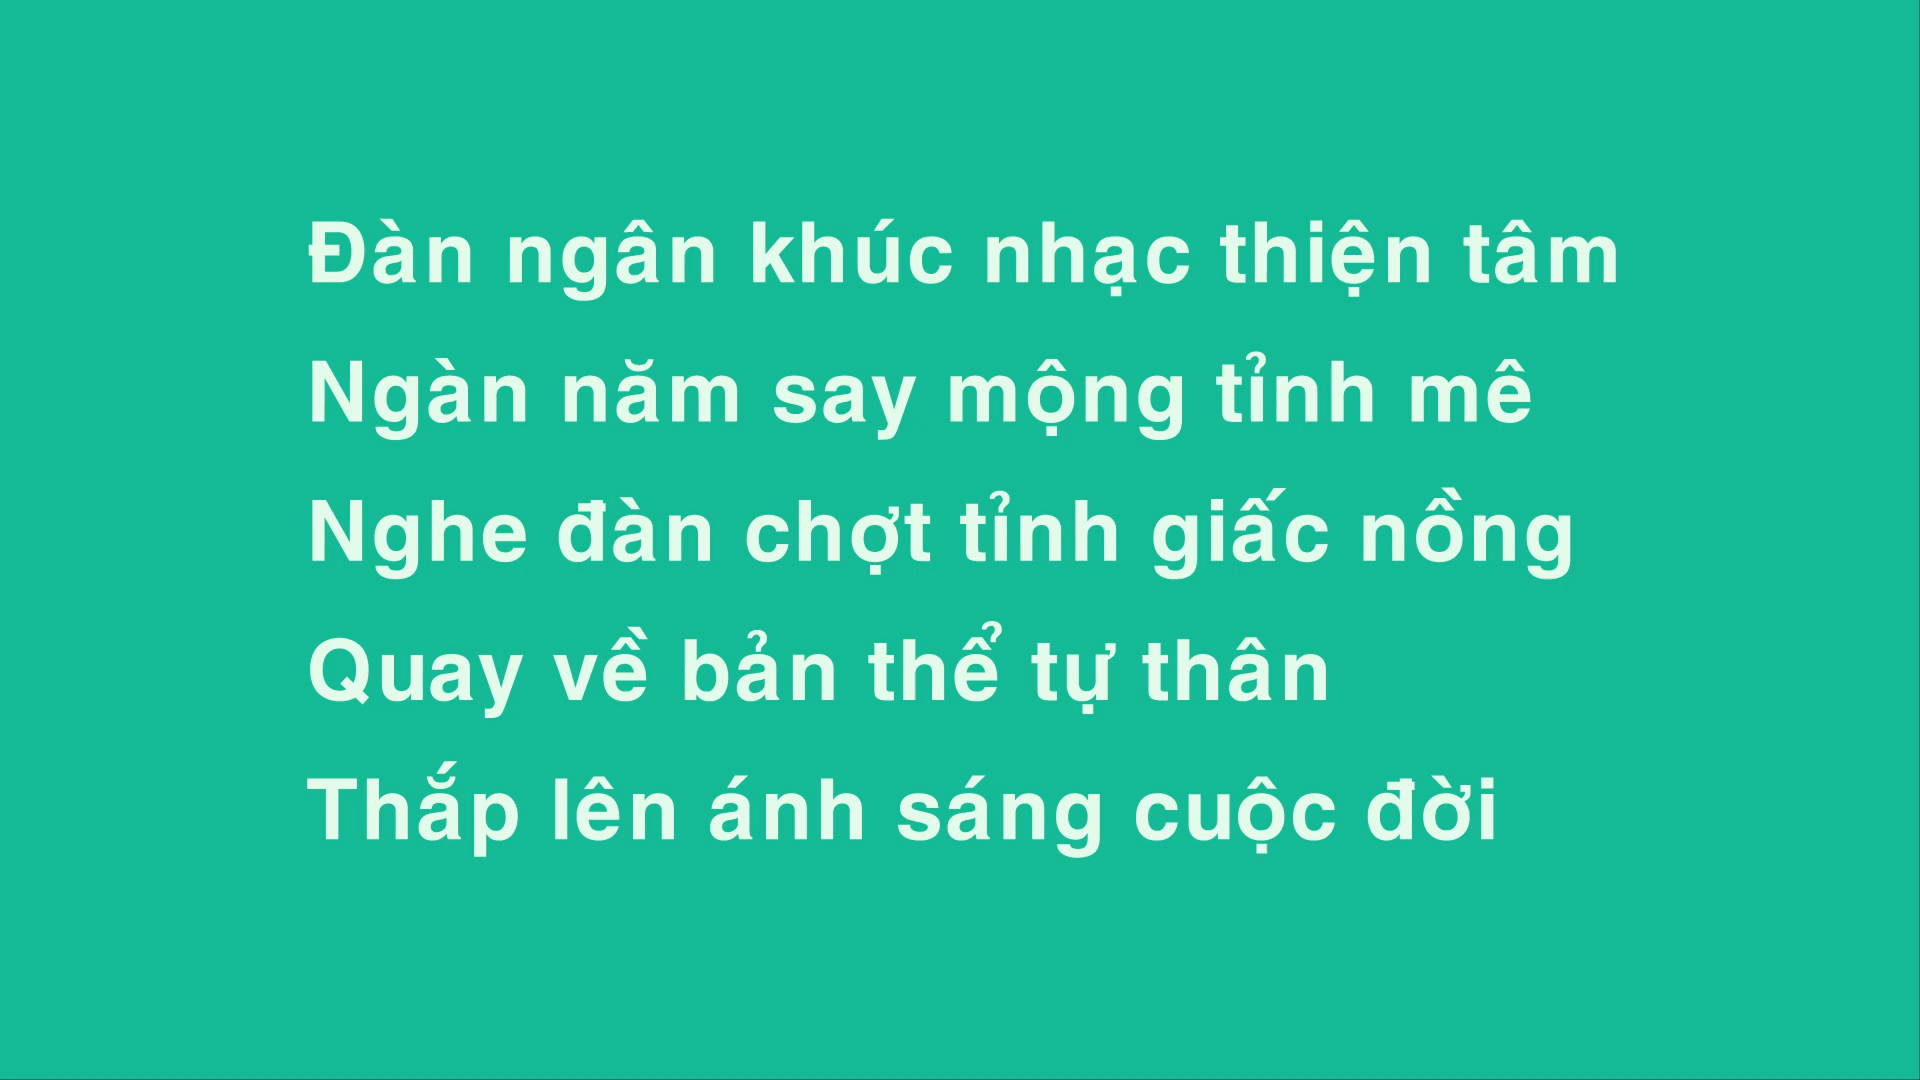 Đàn ngân khúc nhạc thiện tâm
Ngàn năm say mộng tỉnh mê
Nghe đàn chợt tỉnh giấc nồng
Quay về bản thể tự thân
Thắp lên ánh sáng cuộc đời